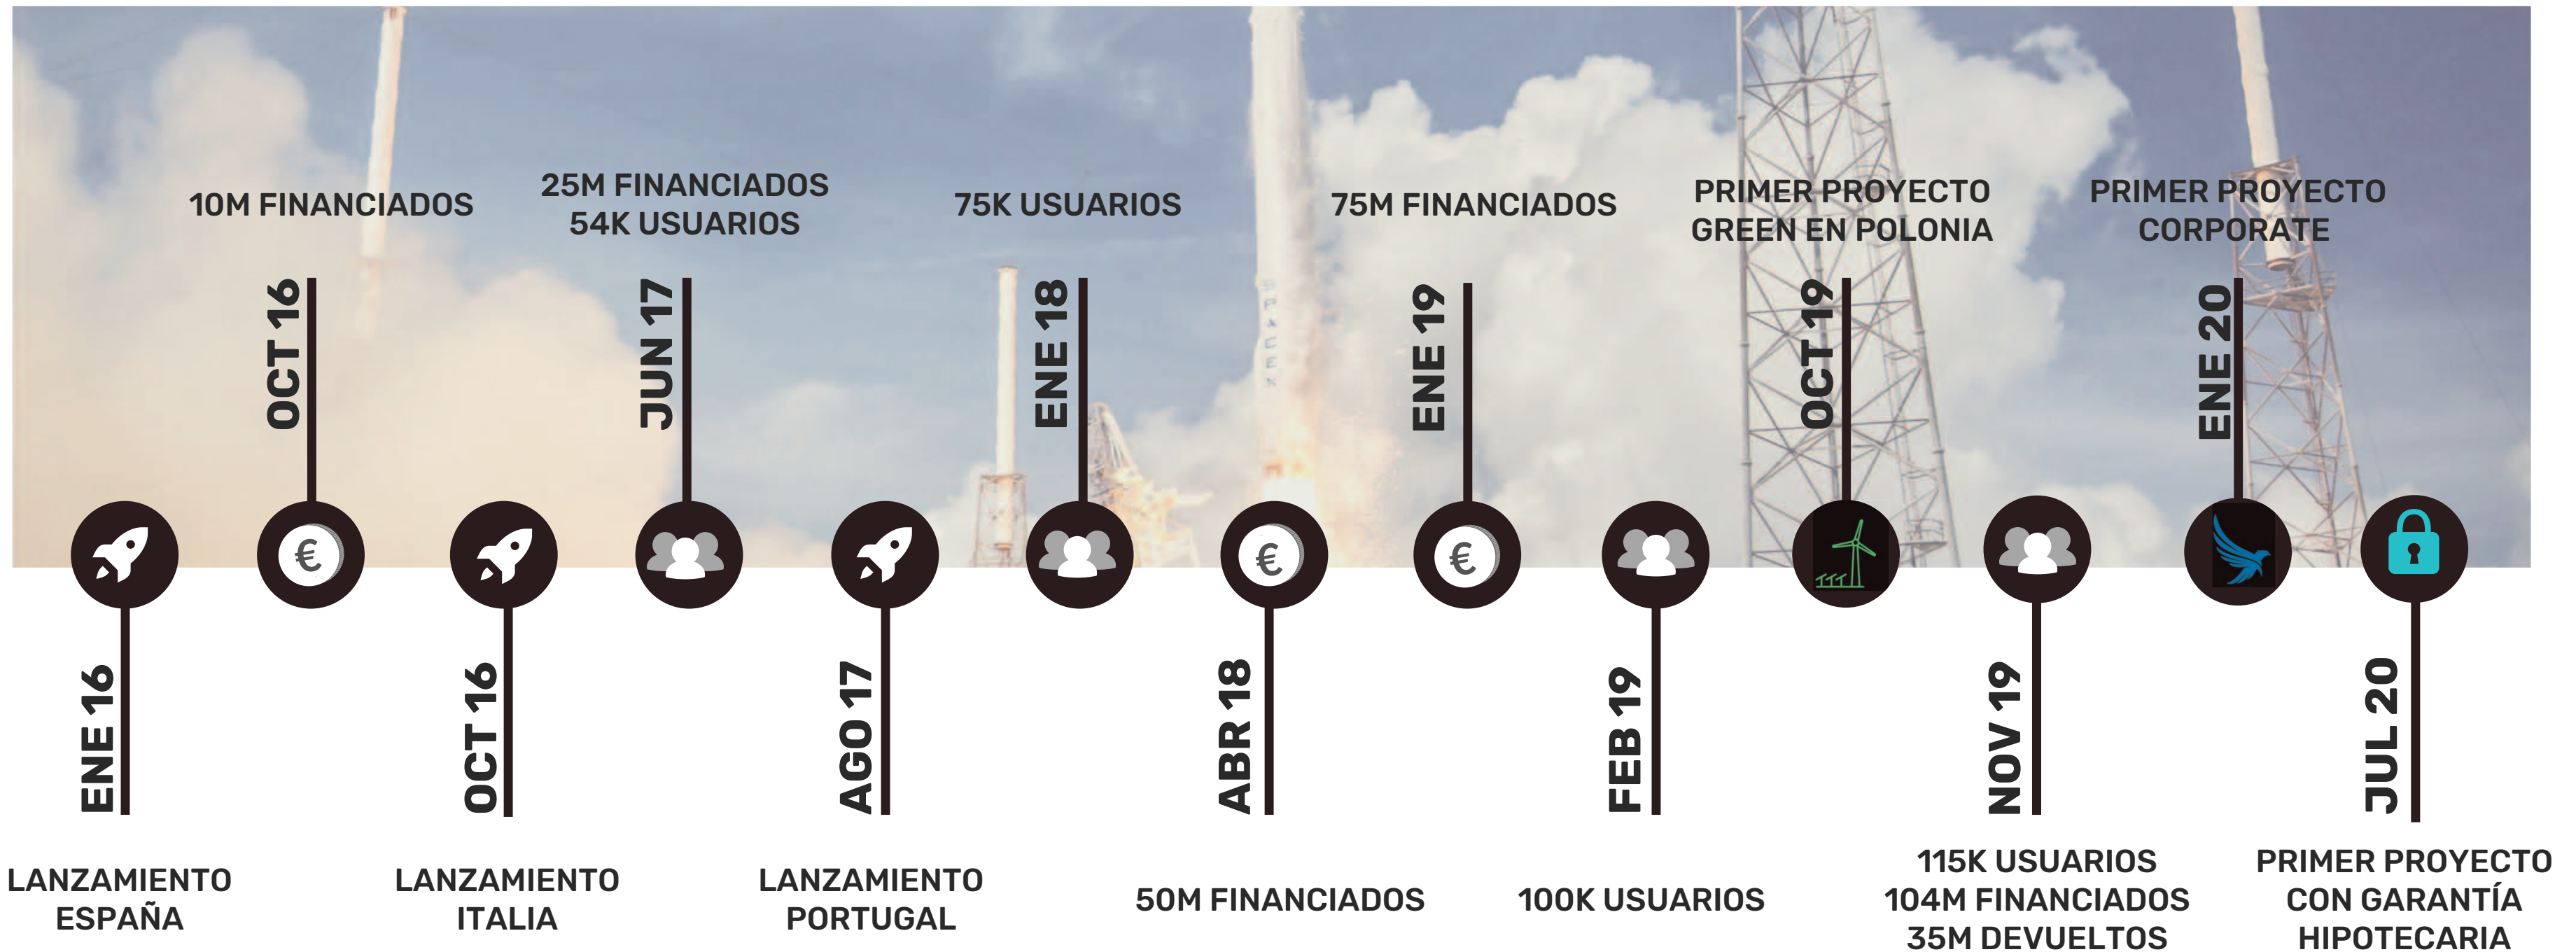 ENE 16
LANZAMIENTO
ESPAÑA
10M FINANCIADOS
OCT 16
€
OCT 16
LANZAMIENTO
ITALIA
25M FINANCIADOS
54K USUARIOS
JUN 17
AGO 17
LANZAMIENTO
PORTUGAL
75K USUARIOS
ENE 18
€
ABR 18
50M FINANCIADOS
SPACEX
75M FINANCIADOS
ENE 19
€
FEB 19
100K USUARIOS
PRIMER PROYECTO
GREEN EN POLONIA
OCT 19
NOV 19
115K USUARIOS
104M FINANCIADOS
35M DEVUELTOS
PRIMER PROYECTO
CORPORATE
ENE 20
JUL 20
PRIMER PROYECTO
CON GARANTÍA
HIPOTECARIA